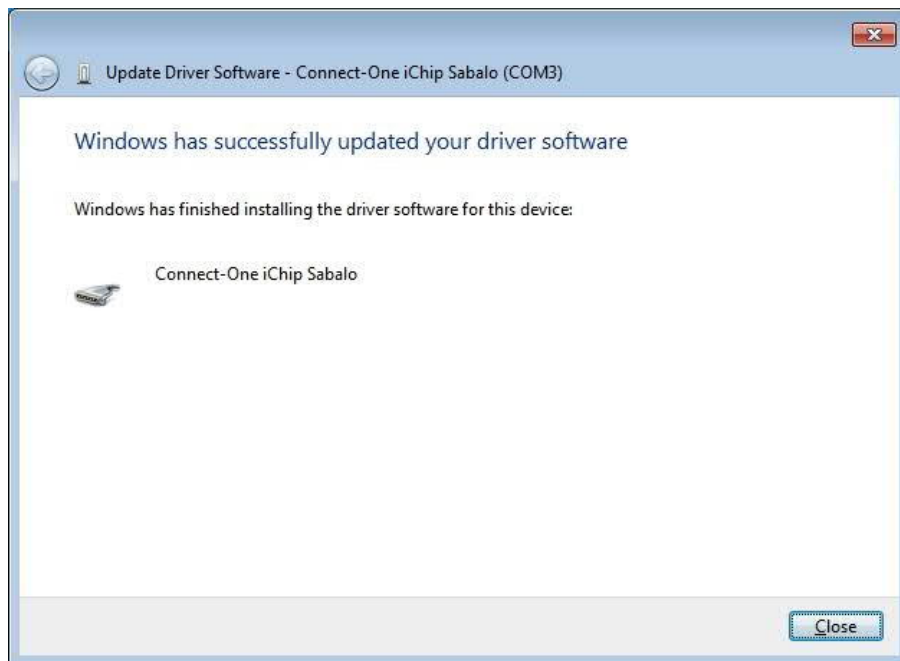 Update Driver Software - Connect-One iChip Sabalo (COM3)
Windows has successfully updated your driver software
Windows has finished installing the driver software for this device:
Connect-One iChip Sabalo
Close